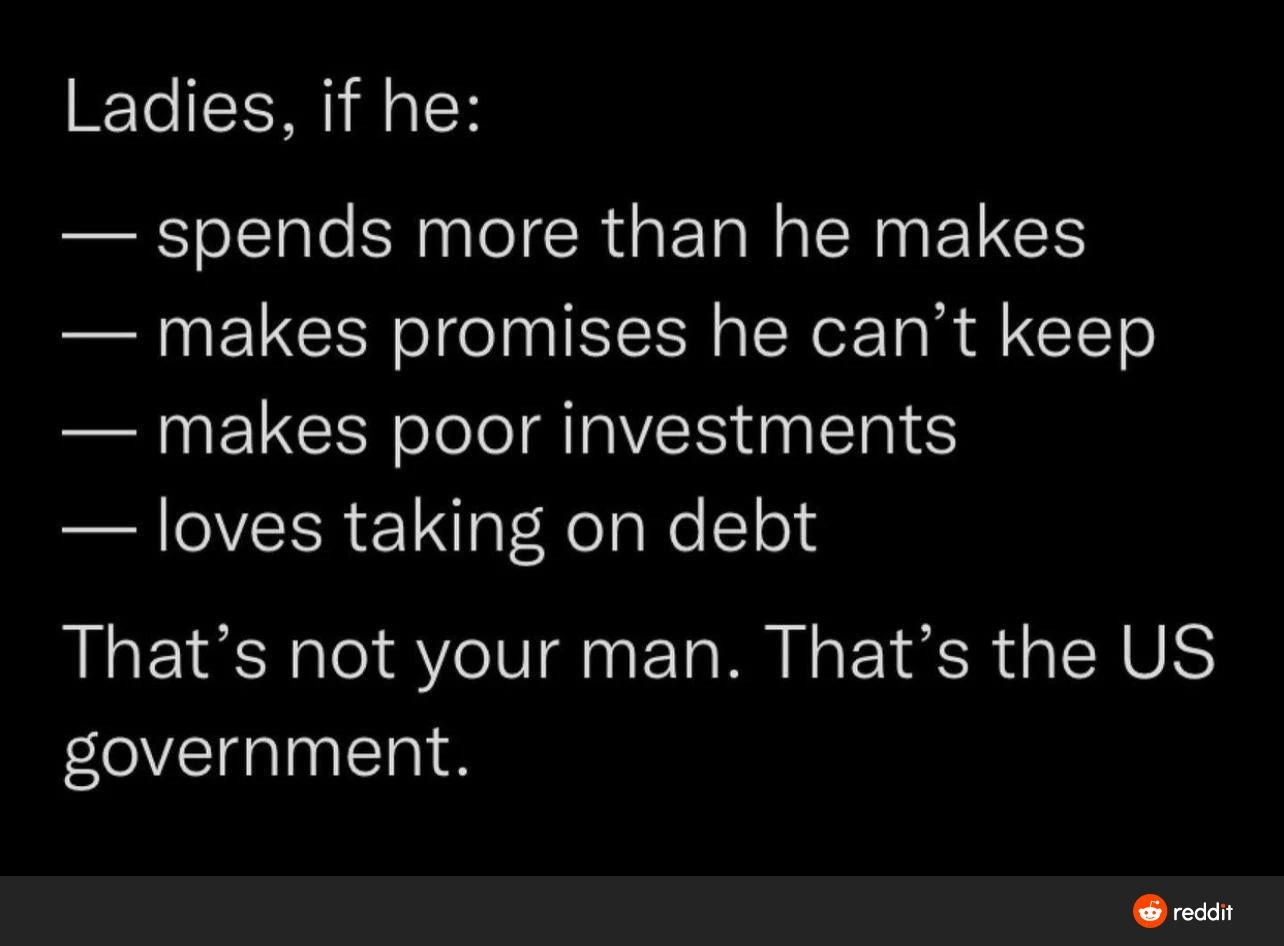 Ladies, if he:
— spends more than he makes
— makes promises he can’t keep
— makes poor investments
— loves taking on debt
That’s not your man. That’s the US
government.
reddit